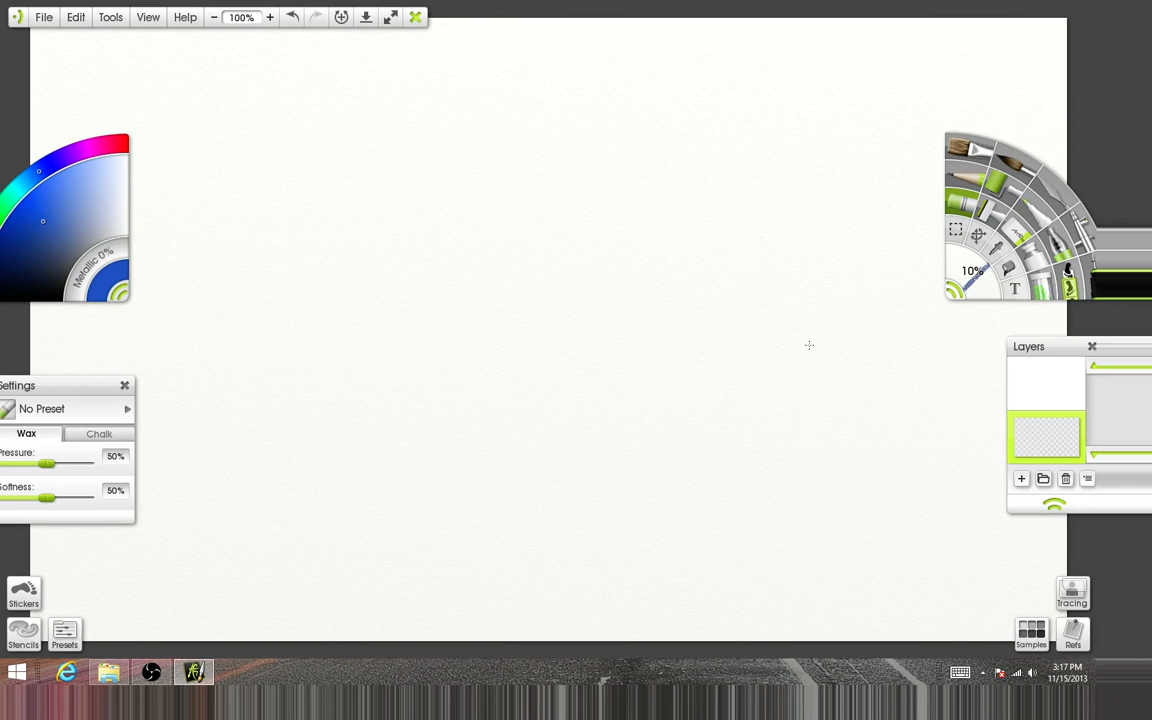 File Edit Tools View Help 100%
Metallic 0%
10%
Layers
Settings
No Preset
Wax Chalk
Pressure: 50%
Softness: 50%
Stickers
Stencils Presets
Tracing
Samples Refs
3:17 PM
11/15/2013
T